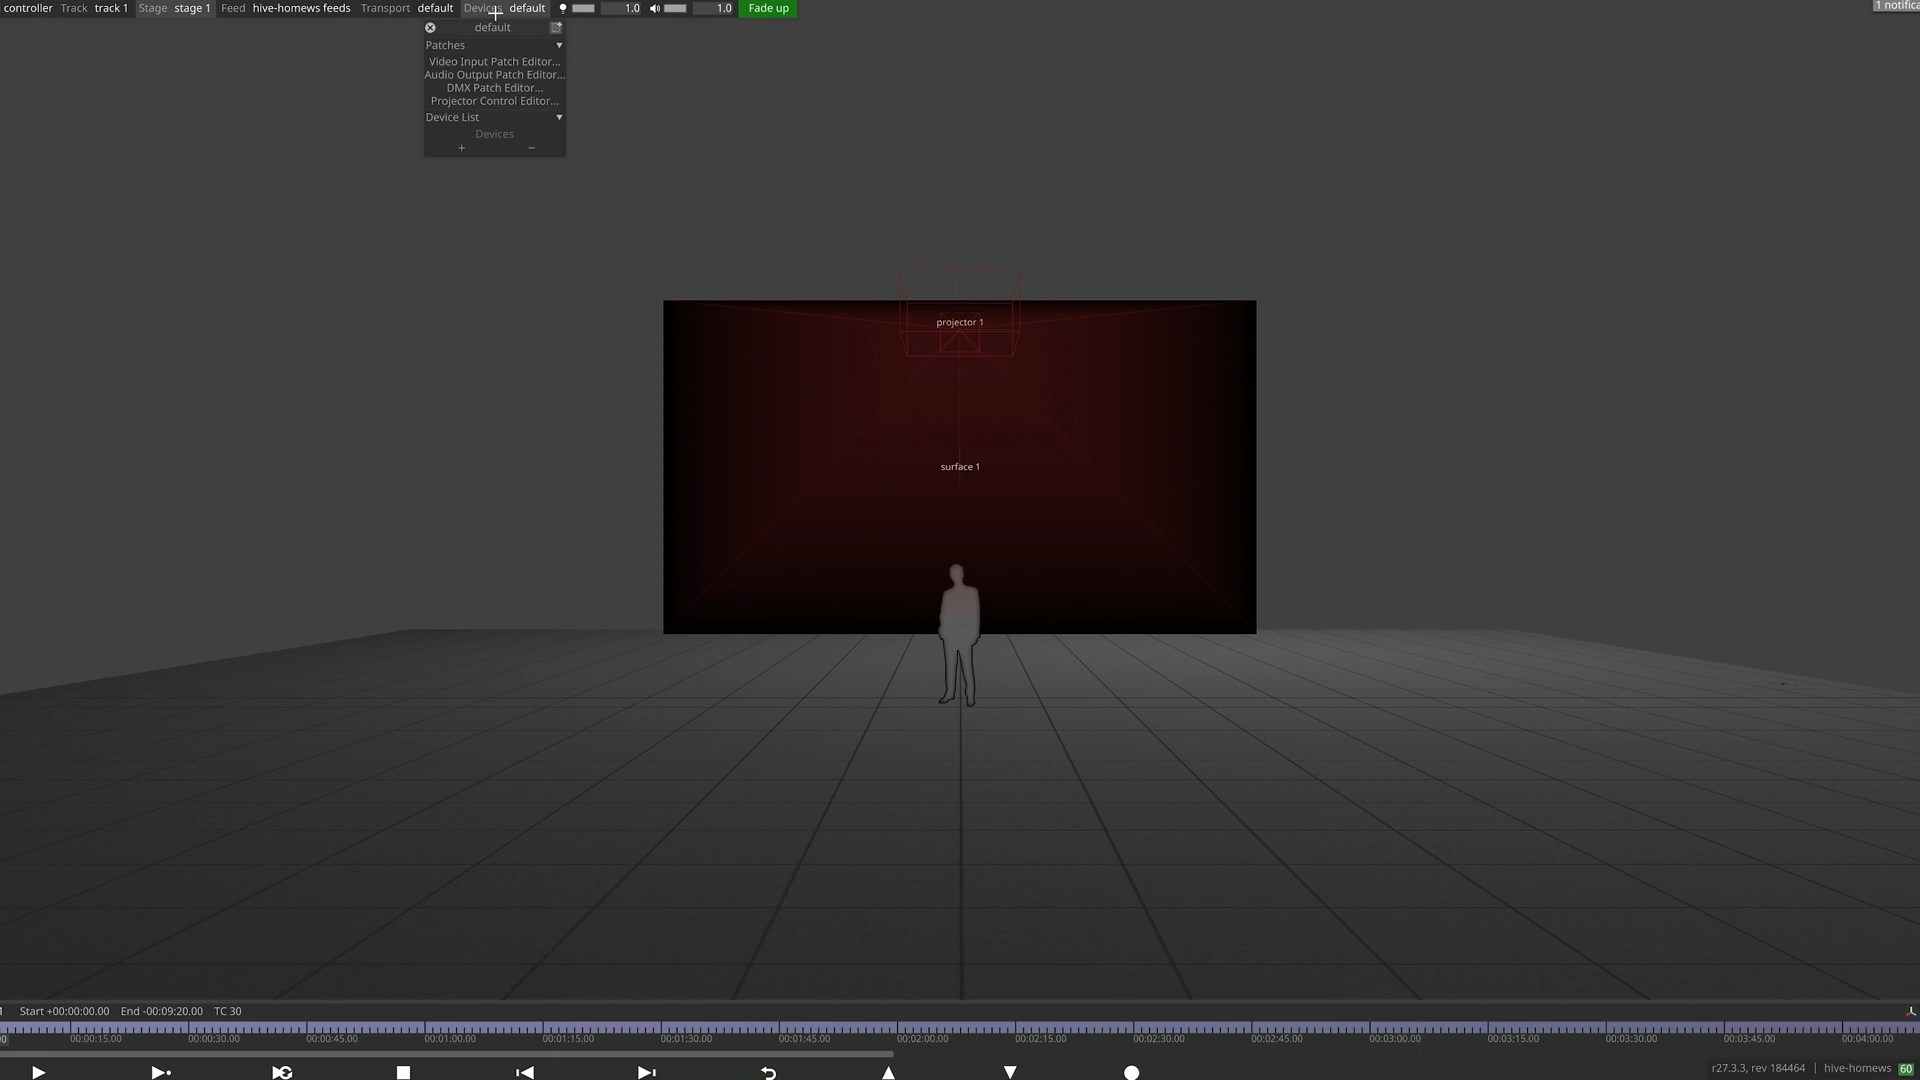 controller Track track 1 Stage stage 1 Feed hive-homews feeds Transport default Devices default 1.0 1.0 Fade up
default
Patches
Video Input Patch Editor...
Audio Output Patch Editor...
DMX Patch Editor...
Projector Control Editor...
Device List
Devices
+ −
projector 1
surface 1
Start +00:00:00.00 End -00:09:20.00 TC 30
00:00:15.00 00:00:30.00 00:00:45.00 00:01:00.00 00:01:15.00 00:01:30.00 00:01:45.00 00:02:00.00 00:02:15.00 00:02:30.00 00:02:45.00 00:03:00.00 00:03:15.00 00:03:30.00 00:03:45.00 00:04:00.00
r27.3.3, rev 184464 | hive-homews 60